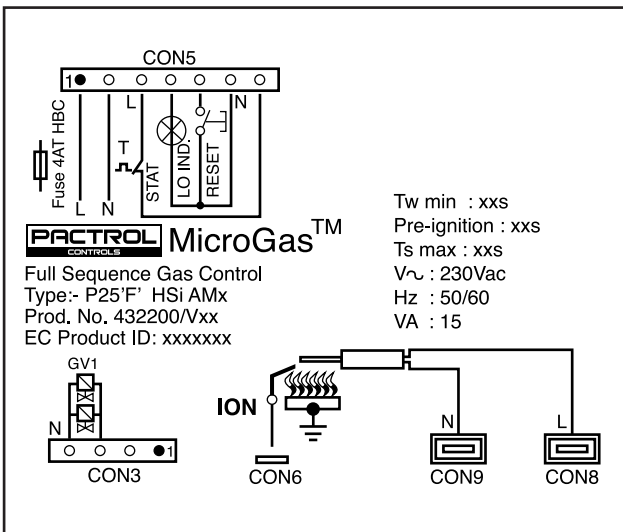 CON5
1
L
N
Fuse 4AT HBC
L
N
T
STAT
LO IND.
RESET
PACTROL
CONTROLS
MicroGas™
Full Sequence Gas Control
Type:- P25'F' HSi AMx
Prod. No. 432200/Vxx
EC Product ID: xxxxxxx
Tw min : xxs
Pre-ignition : xxs
Ts max : xxs
V∿ : 230Vac
Hz : 50/60
VA : 15
GV1
N
1
CON3
ION
CON6
N
CON9
L
CON8